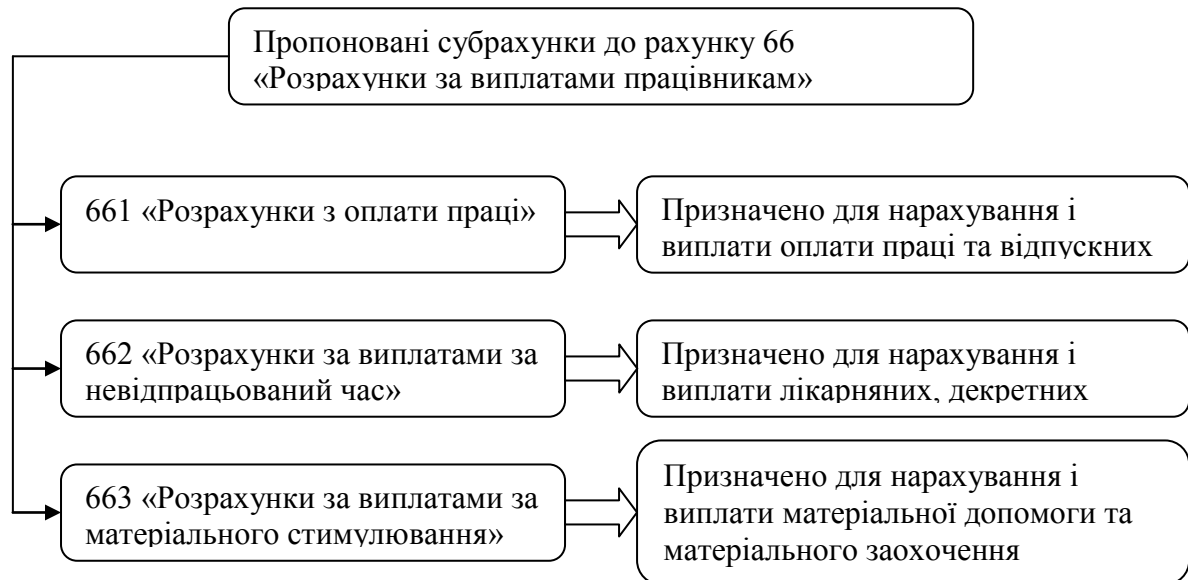 Пропоновані субрахунки до рахунку 66
«Розрахунки за виплатами працівникам»
661 «Розрахунки з оплати праці»
Призначено для нарахування і
виплати оплати праці та відпускних
662 «Розрахунки за виплатами за
невідпрацьований час»
Призначено для нарахування і
виплати лікарняних, декретних
663 «Розрахунки за виплатами за
матеріального стимулювання»
Призначено для нарахування і
виплати матеріальної допомоги та
матеріального заохочення